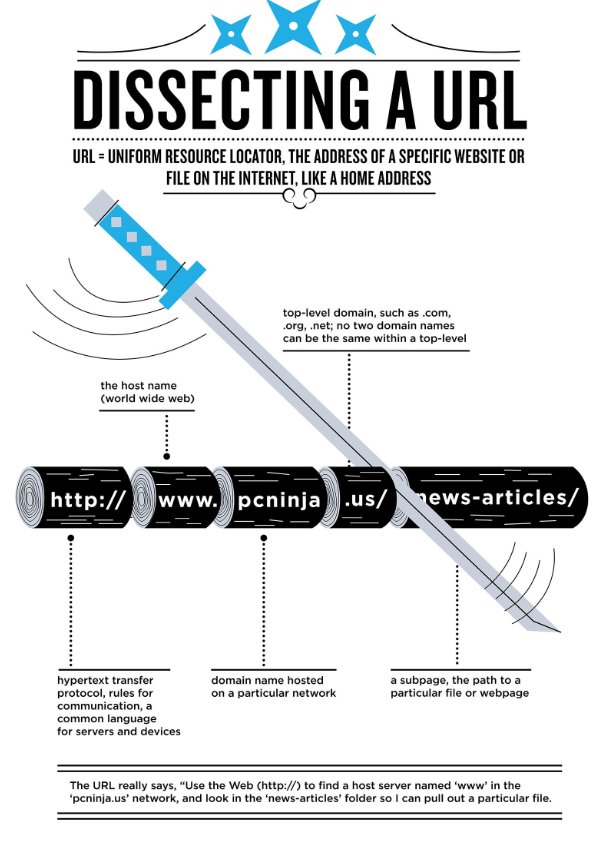 DISSECTING A URL
URL = UNIFORM RESOURCE LOCATOR, THE ADDRESS OF A SPECIFIC WEBSITE OR
FILE ON THE INTERNET, LIKE A HOME ADDRESS
top-level domain, such as .com,
.org, .net; no two domain names
can be the same within a top-level
the host name
(world wide web)
http:// www. pcninja .us/ news-articles/
hypertext transfer
protocol, rules for
communication, a
common language
for servers and devices
domain name hosted
on a particular network
a subpage, the path to a
particular file or webpage
The URL really says, “Use the Web (http://) to find a host server named ‘www’ in the
‘pcninja.us’ network, and look in the ‘news-articles’ folder so I can pull out a particular file.